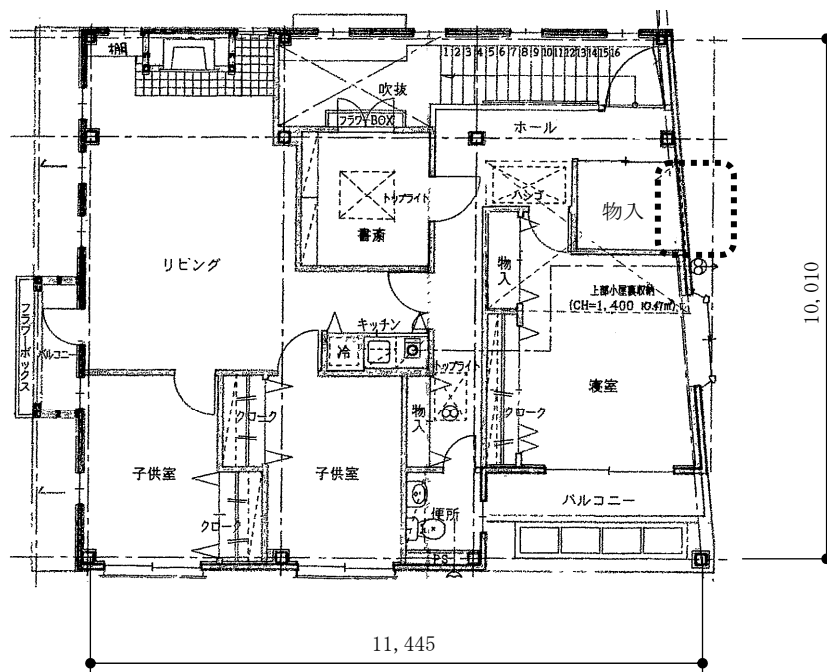 棚
1 2 3 4 5 6 7 8 9 10 11 12 13 14 15 16
吹抜
フラワーBOX
ホール
トップライト
書斎
ハシゴ
物入
リビング
物入
上部小屋裏収納
10,010
キッチン
冷
フラワーボックス
バルコニー
トップライト
物入
クローク
寝室
クローク
子供室
子供室
クローク
便所
バルコニー
PS
11,445